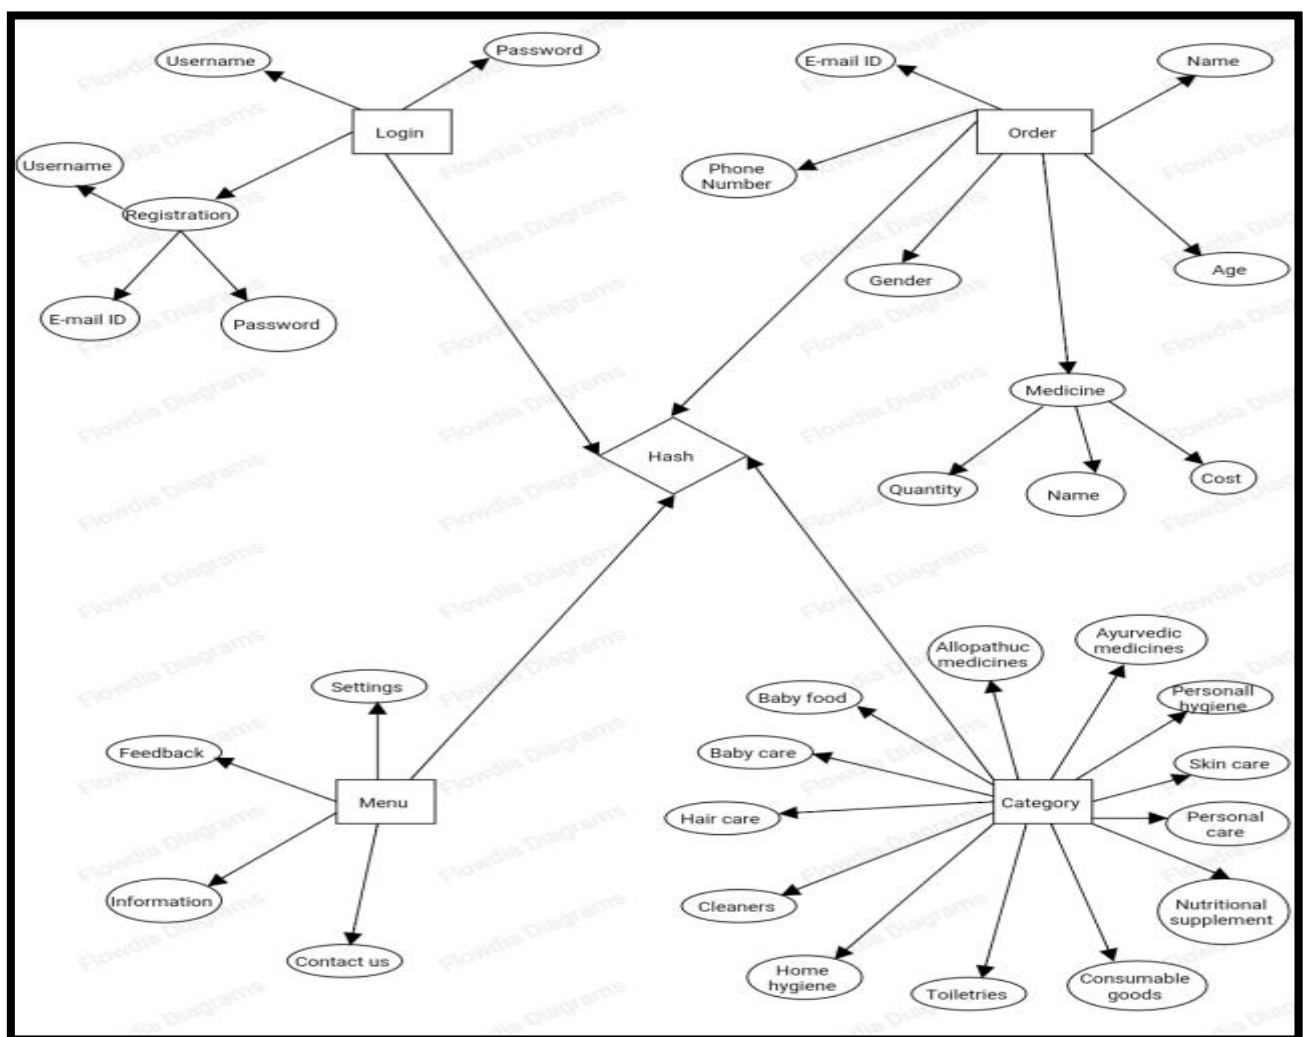 Username
Password
Login
Username
Registration
E-mail ID
Password
E-mail ID
Name
Order
Phone
Number
Gender
Age
Medicine
Quantity
Name
Cost
Hash
Settings
Feedback
Menu
Information
Contact us
Allopathuc
medicines
Ayurvedic
medicines
Baby food
Personall
hygiene
Baby care
Skin care
Hair care
Category
Personal
care
Cleaners
Nutritional
supplement
Home
hygiene
Toiletries
Consumable
goods
Flowdia Diagrams